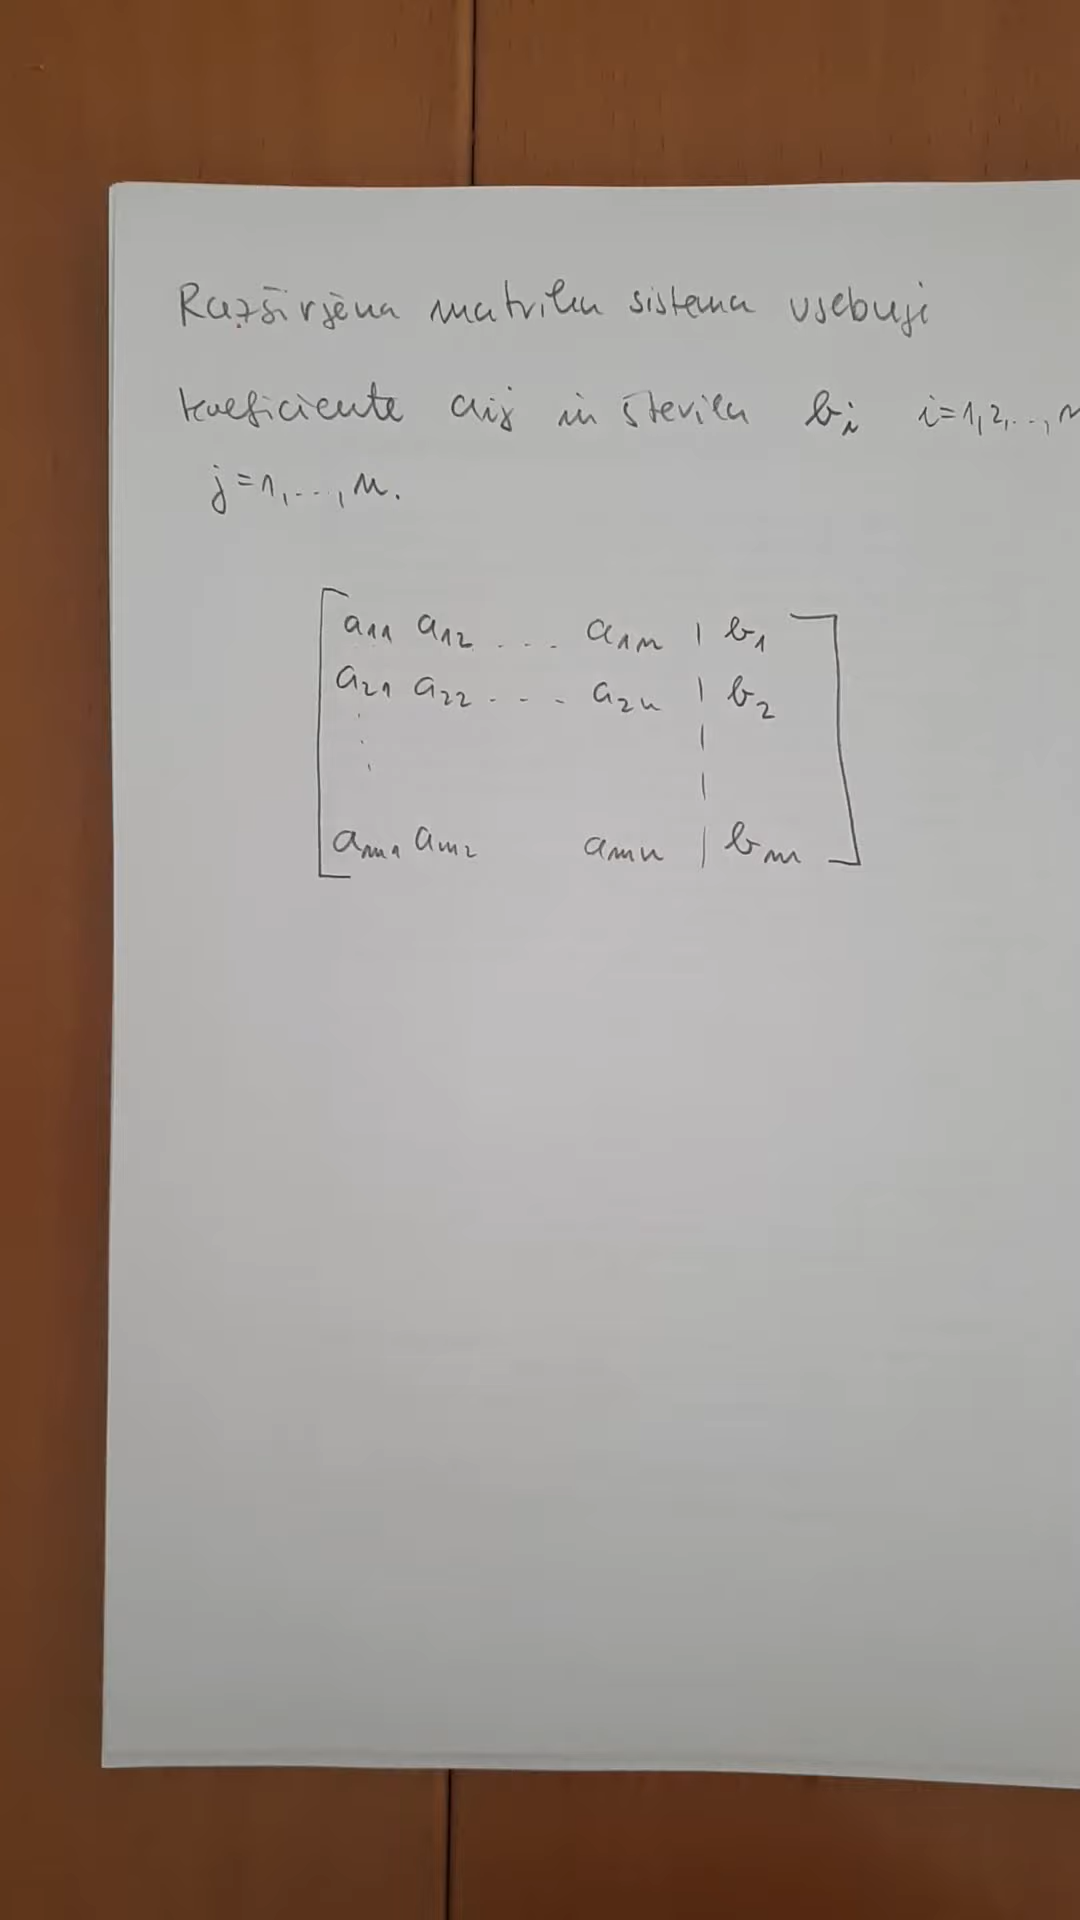 Razširjena matrika sistema vsebuje
koeficiente aij in števila bi i=1,2,...,m
j=1,...,n.
a11 a12 ... a1n | b1
a21 a22 ... a2n | b2
⋮ |
|
am1 am2 amn | bm